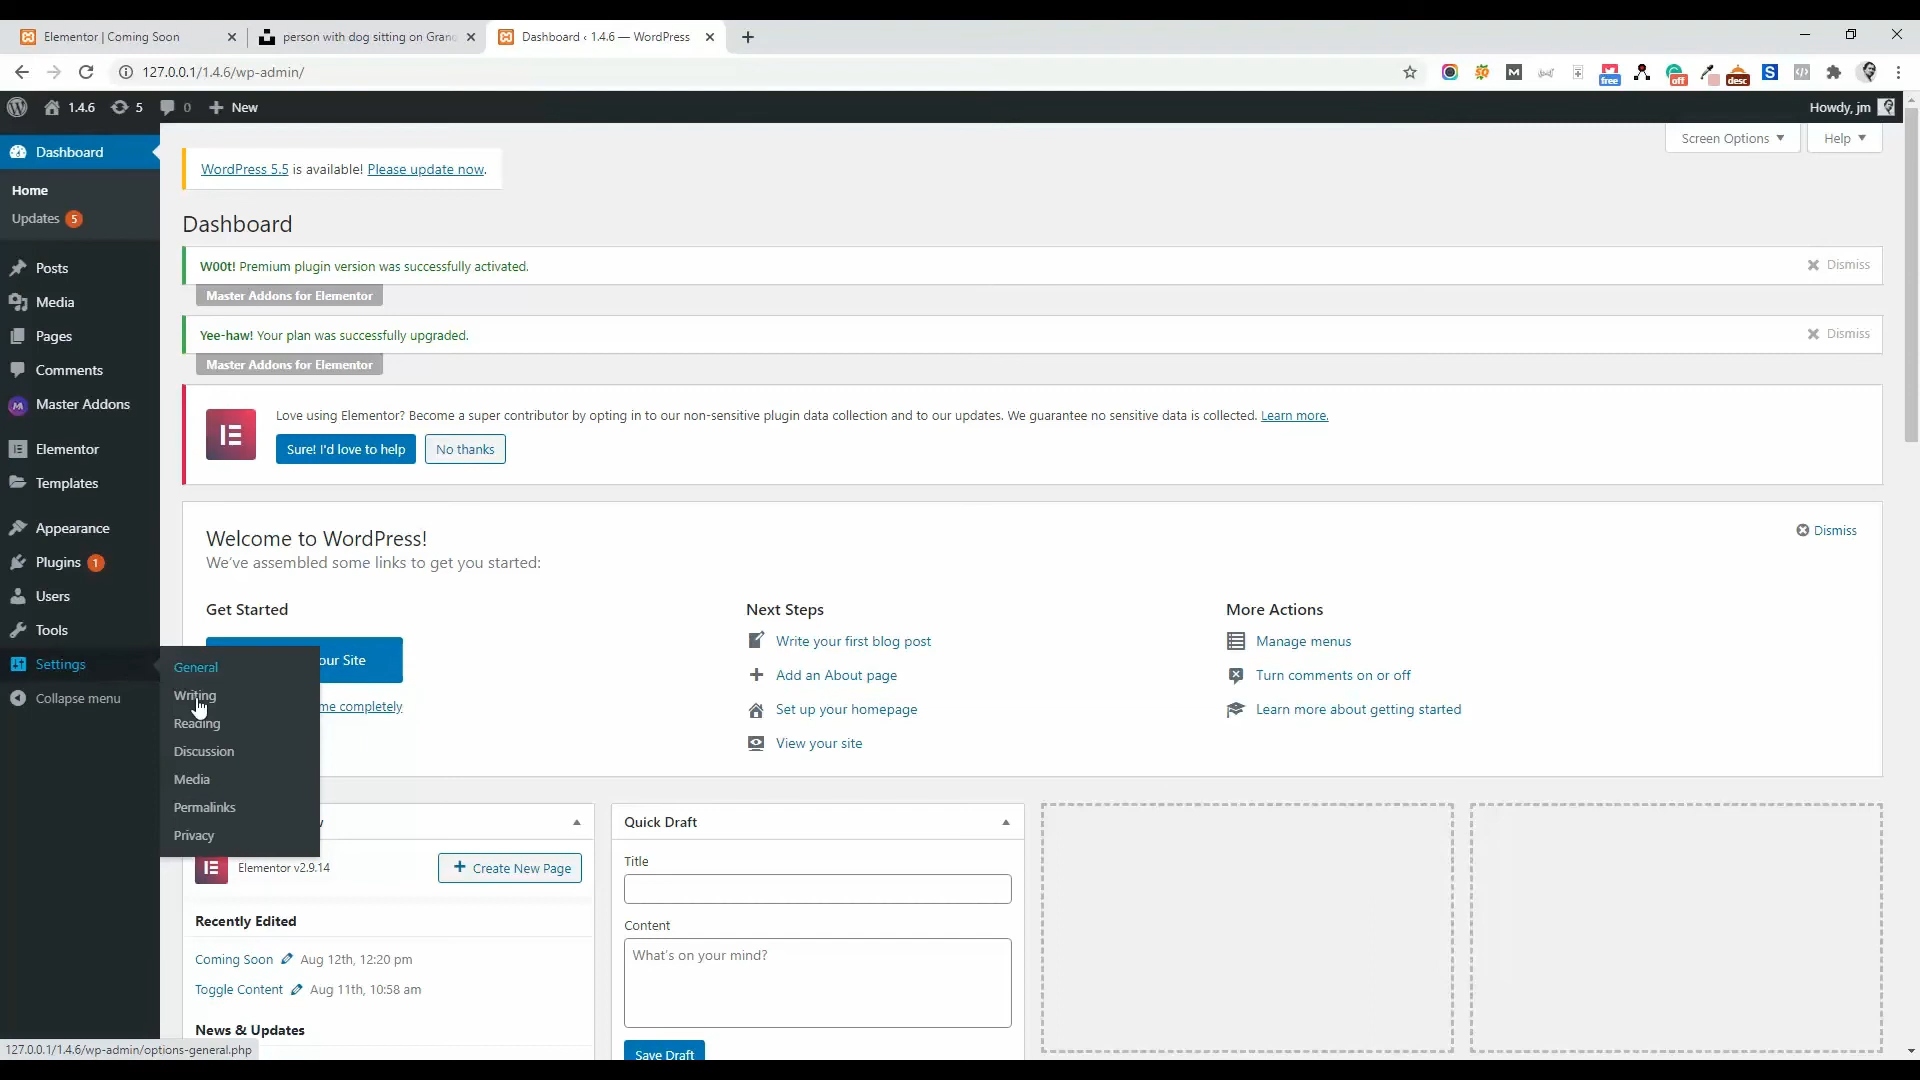 Elementor | Coming Soon
person with dog sitting on Gran
Dashboard ‹ 1.4.6 — WordPress
127.0.0.1/1.4.6/wp-admin/
free
off
desc
1.4.6
5
0
New
Howdy, jm
Dashboard
Home
Updates 5
Posts
Media
Pages
Comments
Master Addons
Elementor
Templates
Appearance
Plugins 1
Users
Tools
Settings
Collapse menu
General
Writing
Reading
Discussion
Media
Permalinks
Privacy
Screen Options
Help
WordPress 5.5 is available! Please update now.
Dashboard
W00t! Premium plugin version was successfully activated.
Dismiss
Master Addons for Elementor
Yee-haw! Your plan was successfully upgraded.
Dismiss
Master Addons for Elementor
Love using Elementor? Become a super contributor by opting in to our non-sensitive plugin data collection and to our updates. We guarantee no sensitive data is collected. Learn more.
Sure! I'd love to help
No thanks
Welcome to WordPress!
Dismiss
We've assembled some links to get you started:
Get Started
our Site
me completely
Next Steps
Write your first blog post
Add an About page
Set up your homepage
View your site
More Actions
Manage menus
Turn comments on or off
Learn more about getting started
Elementor v2.9.14
Create New Page
Recently Edited
Coming Soon Aug 12th, 12:20 pm
Toggle Content Aug 11th, 10:58 am
News & Updates
Quick Draft
Title
Content
What's on your mind?
Save Draft
127.0.0.1/1.4.6/wp-admin/options-general.php